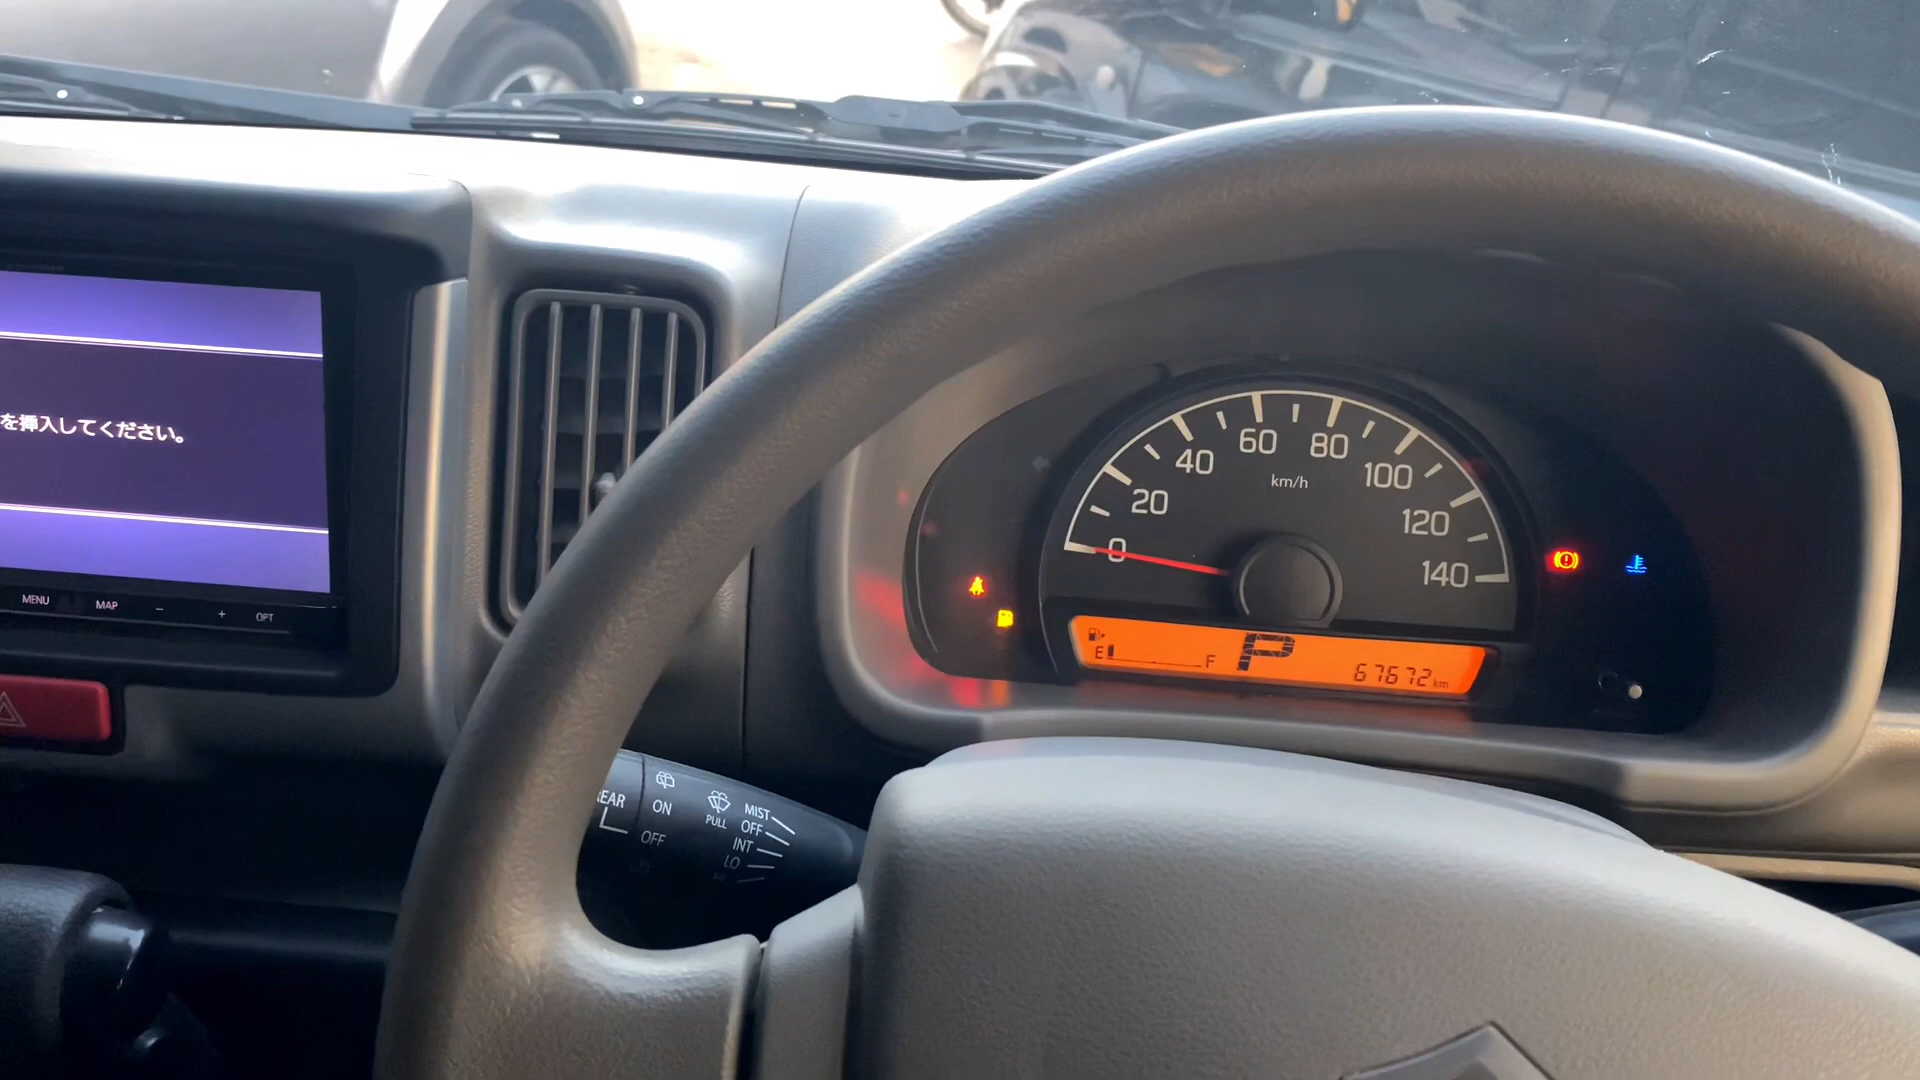 を挿入してください。
MENU
MAP
−
+
OPT
0
20
40
60
80
100
120
140
km/h
E
F
P
67672 km
REAR
ON
OFF
PULL
MIST
OFF
INT
LO